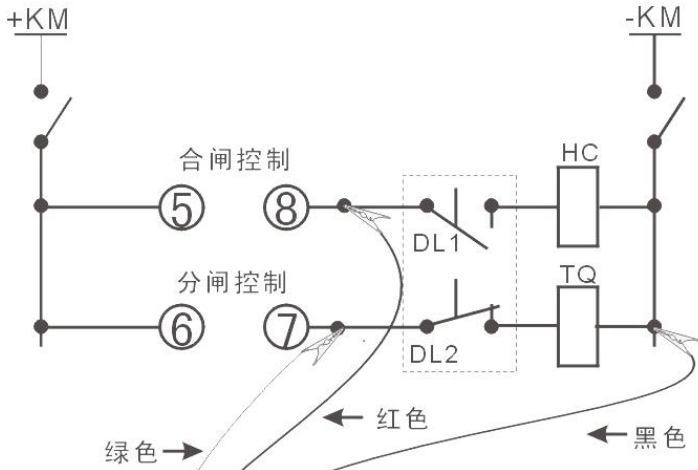 +KM
-KM
合闸控制
HC
⑤
⑧
DL1
分闸控制
TQ
⑥
⑦
DL2
红色
绿色
黑色